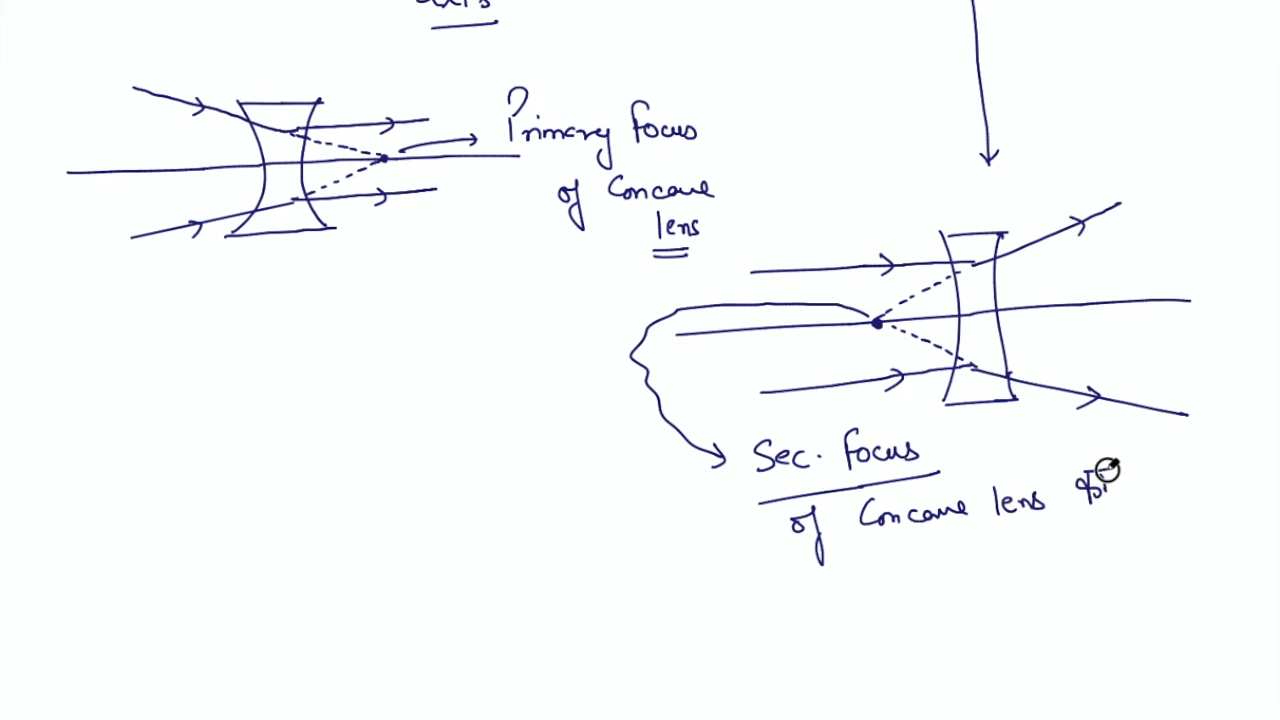 Primary focus
of Concave
lens
Sec. focus
of Concave lens